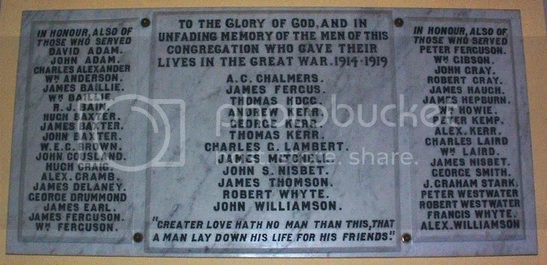 IN HONOUR, ALSO OF
THOSE WHO SERVED
DAVID ADAM.
JOHN ADAM.
CHARLES ALEXANDER
Wᴹ ANDERSON.
JAMES BAILLIE.
Wᴹ BAILLIE.
R. J. BAIN.
HUGH BAXTER.
JAMES BAXTER.
JOHN BAXTER.
W.E.C. BROWN.
JOHN COUSLAND.
HUGH CRAIG.
ALEX. CRAMB.
JAMES DELANEY.
GEORGE DRUMMOND
JAMES EARL.
JAMES FERGUSON.
Wᴹ FERGUSON.
TO THE GLORY OF GOD, AND IN
UNFADING MEMORY OF THE MEN OF THIS
CONGREGATION WHO GAVE THEIR
LIVES IN THE GREAT WAR. 1914-1919
A.C. CHALMERS.
JAMES FERGUS.
THOMAS HOGG.
ANDREW KERR.
GEORGE KERR.
THOMAS KERR.
CHARLES G. LAMBERT.
JAMES MITCHELL.
JOHN S. NISBET.
JAMES THOMSON.
ROBERT WHYTE.
JOHN WILLIAMSON.
"GREATER LOVE HATH NO MAN THAN THIS, THAT
A MAN LAY DOWN HIS LIFE FOR HIS FRIENDS."
IN HONOUR, ALSO OF
THOSE WHO SERVED
PETER FERGUSON.
Wᴹ GIBSON.
JOHN GRAY.
ROBERT GRAY.
JAMES HAUGH.
JAMES HEPBURN.
Wᴹ HOWIE.
PETER KEMP.
ALEX. KERR.
CHARLES LAIRD
Wᴹ LAIRD.
JAMES NISBET.
GEORGE SMITH.
J. GRAHAM STARK.
PETER WESTWATER
ROBERT WESTWATER
FRANCIS WHYTE.
ALEX. WILLIAMSON
photobucket
share.